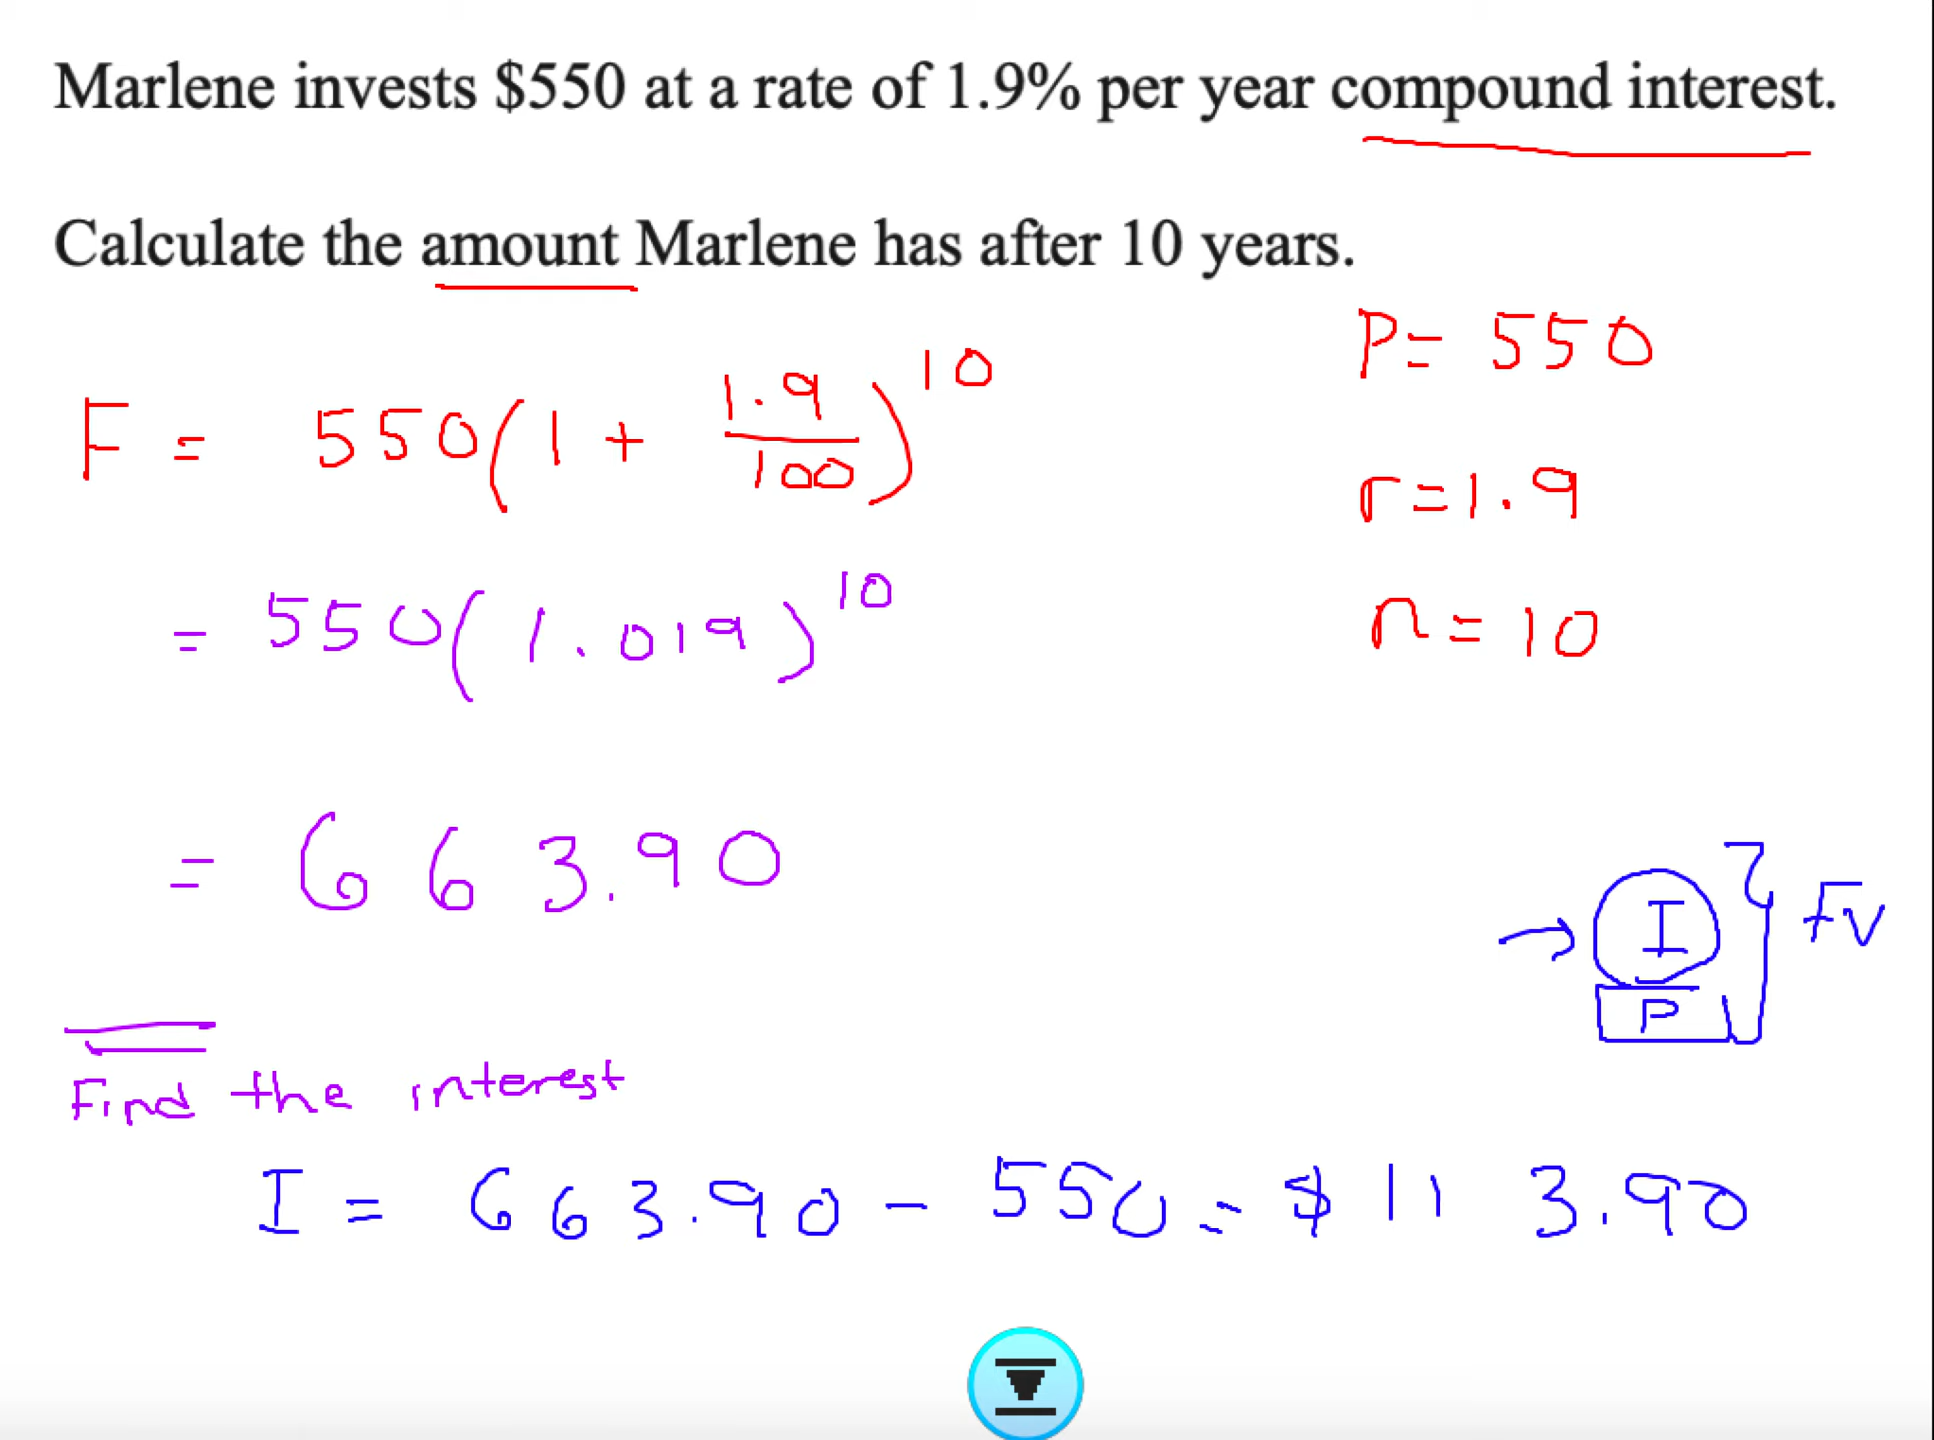 Marlene invests $550 at a rate of 1.9% per year compound interest.
Calculate the amount Marlene has after 10 years.
P = 550
F = 550(1 + 1.9/100)^10
r = 1.9
= 550(1.019)^10
n = 10
= 663.90
I
P
FV
Find the interest
I = 663.90 - 550 = $113.90